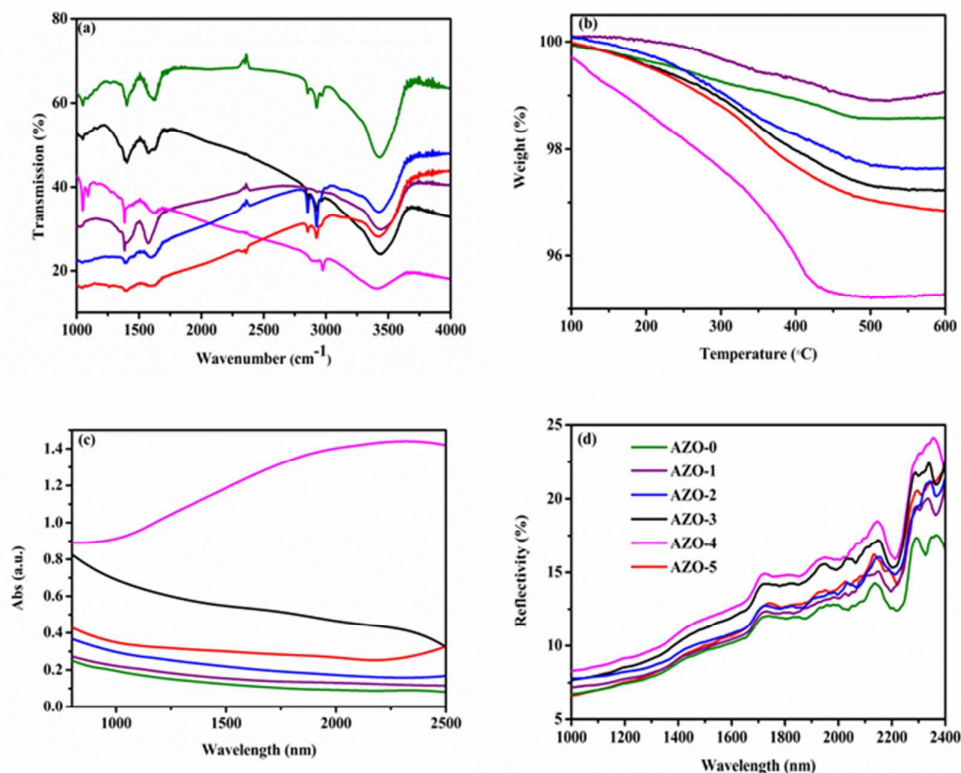 (a)
80
60
40
20
Transmission (%)
1000 1500 2000 2500 3000 3500 4000
Wavenumber (cm-1)
(b)
100
98
96
Weight (%)
100 200 300 400 500 600
Temperature (°C)
(c)
1.4
1.0
0.8
0.6
0.4
0.2
0.0
Abs (a.u.)
1000 1500 2000 2500
Wavelength (nm)
(d)
25
20
15
10
5
Reflectivity (%)
AZO-0
AZO-1
AZO-2
AZO-3
AZO-4
AZO-5
1000 1200 1400 1600 1800 2000 2200 2400
Wavelength (nm)